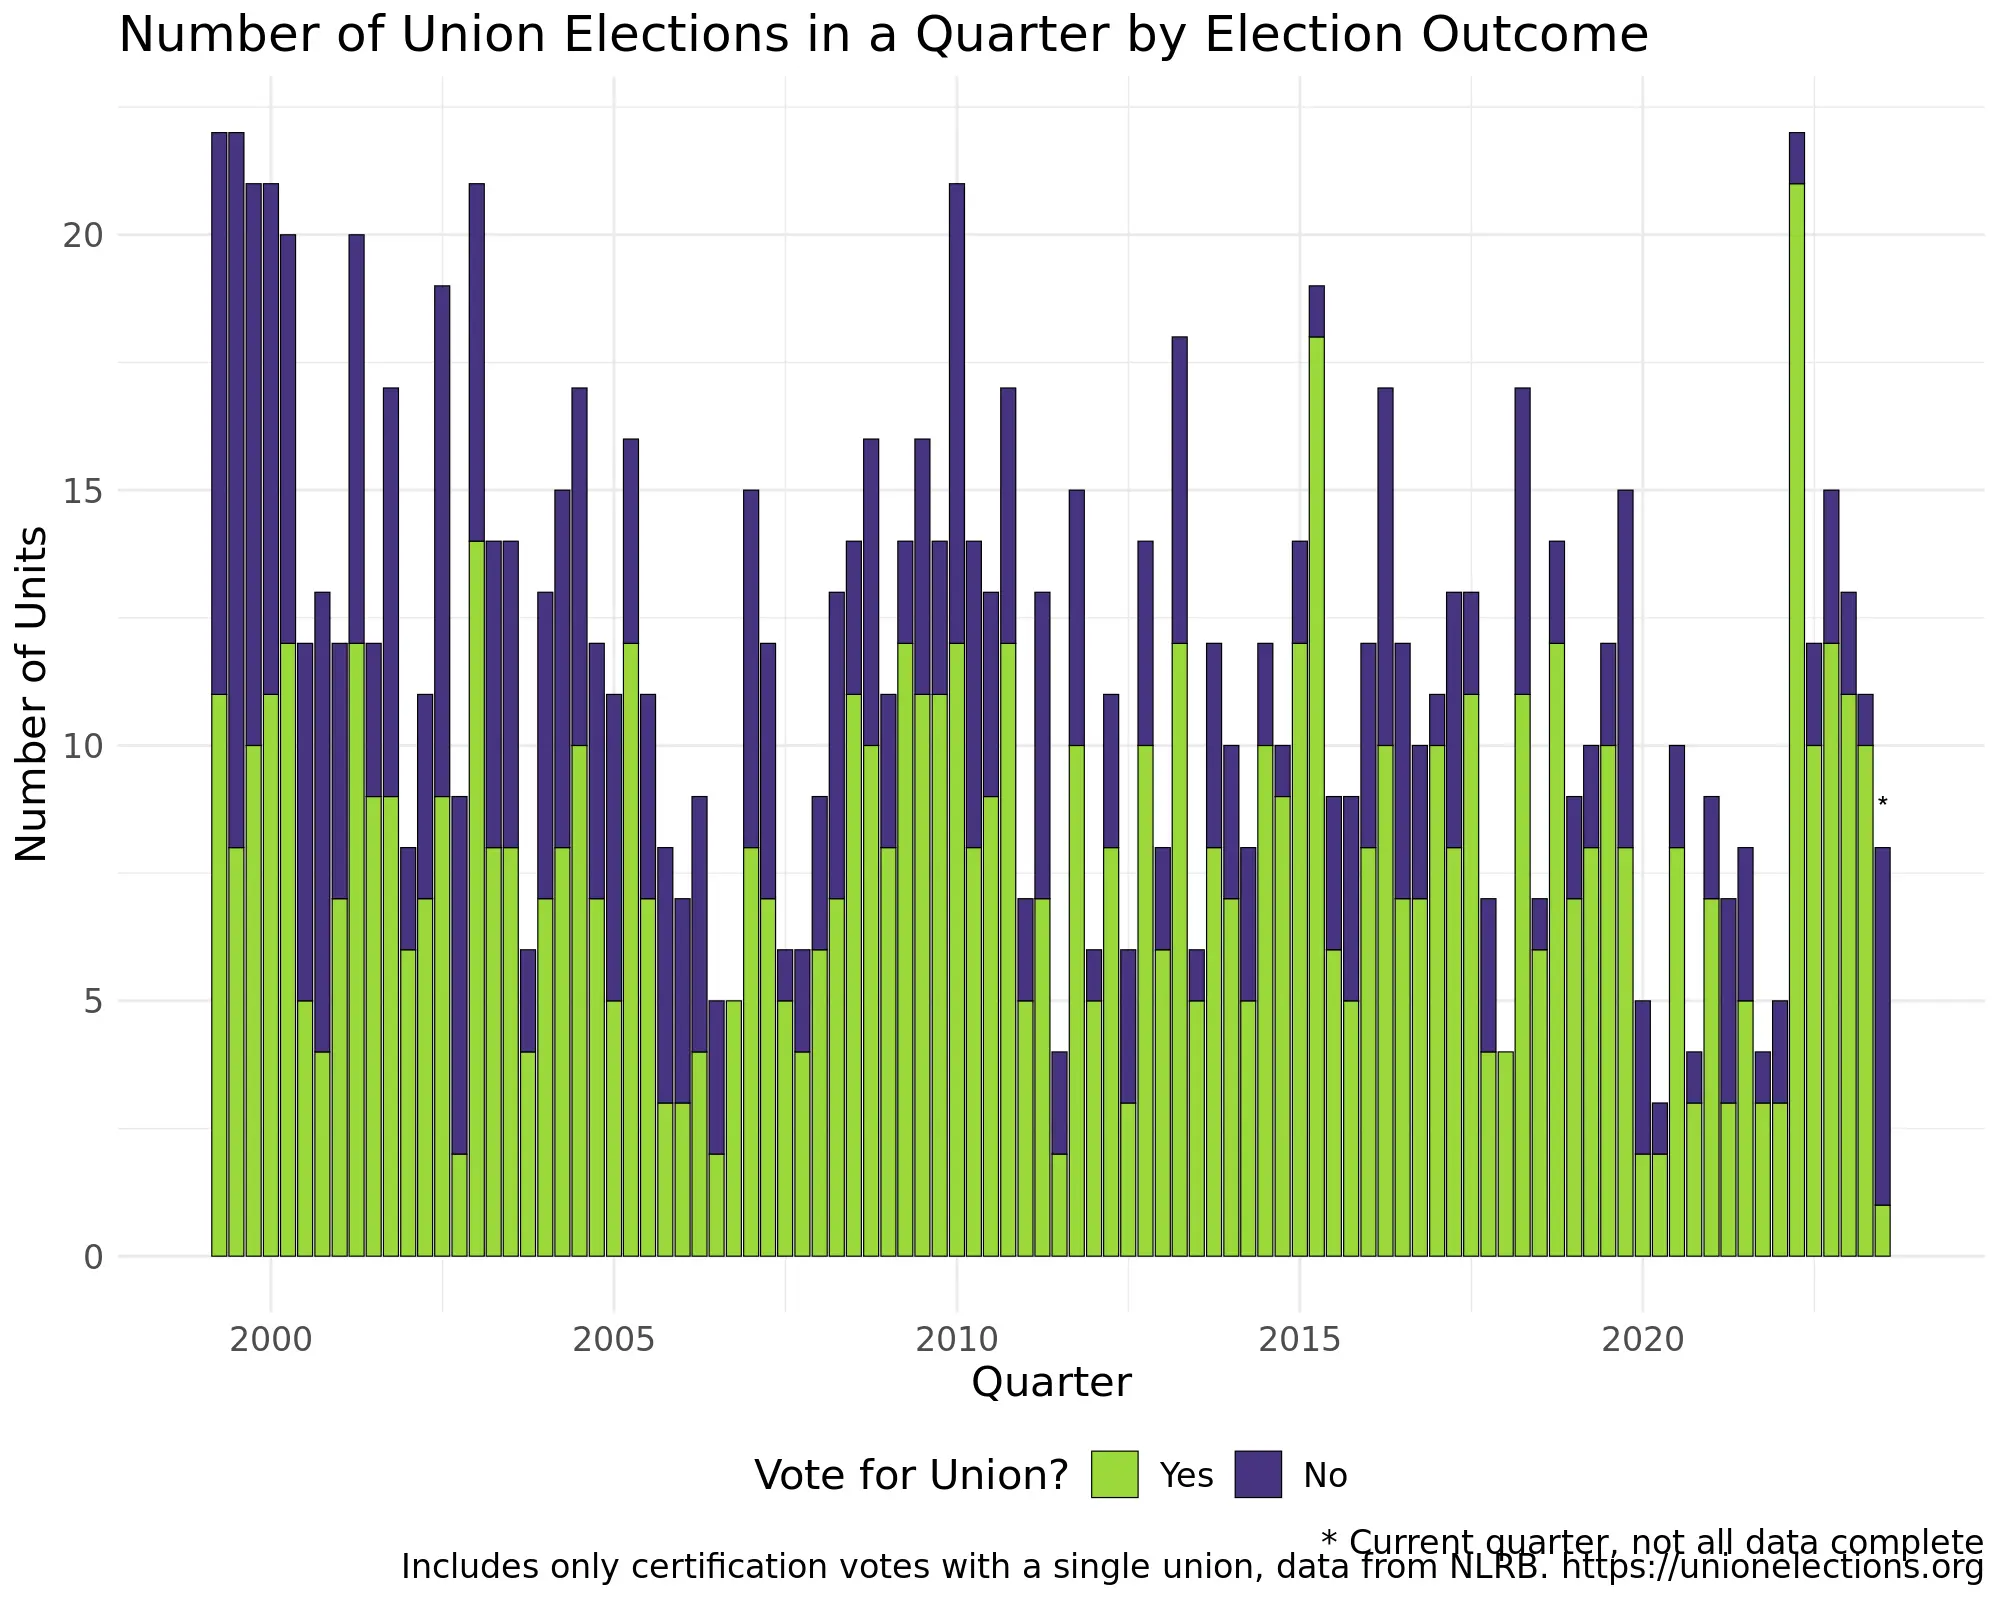 Number of Union Elections in a Quarter by Election Outcome
Number of Units
20
15
10
5
0
*
2000 2005 2010 2015 2020
Quarter
Vote for Union? Yes No
* Current quarter, not all data complete
Includes only certification votes with a single union, data from NLRB. https://unionelections.org